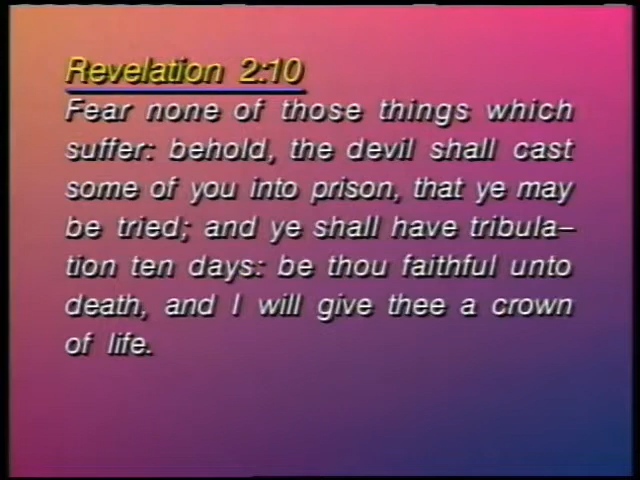 Revelation 2:10
Fear none of those things which
suffer: behold, the devil shall cast
some of you into prison, that ye may
be tried; and ye shall have tribula-
tion ten days: be thou faithful unto
death, and I will give thee a crown
of life.